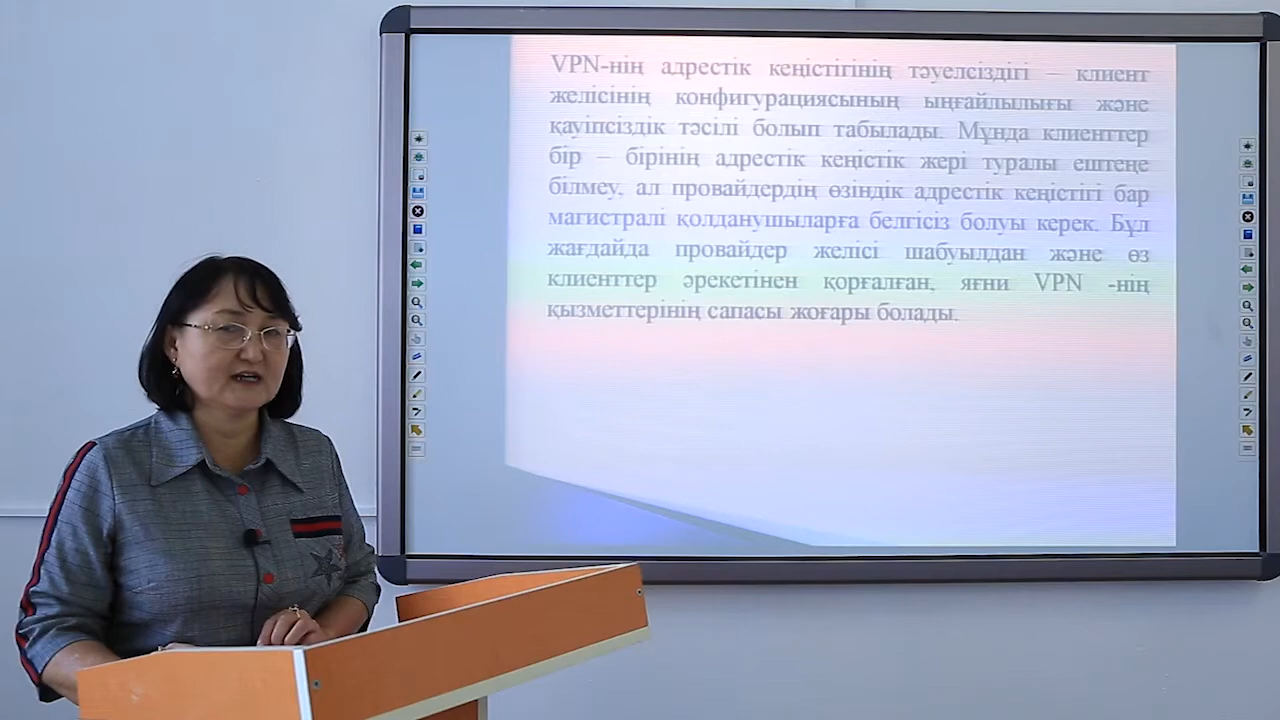 VPN-нің адрестік кеңістігінің тәуелсіздігі – клиент
желісінің конфигурациясының ыңғайлылығы және
қауіпсіздік тәсілі болып табылады. Мұнда клиенттер
бір – бірінің адрестік кеңістік жері туралы ештеңе
білмеу, ал провайдердің өзіндік адрестік кеңістігі бар
магистралі қолданушыларға белгісіз болуы керек. Бұл
жағдайда провайдер желісі шабуылдан және өз
клиенттер әрекетінен қорғалған, яғни VPN -нің
қызметтерінің сапасы жоғары болады.